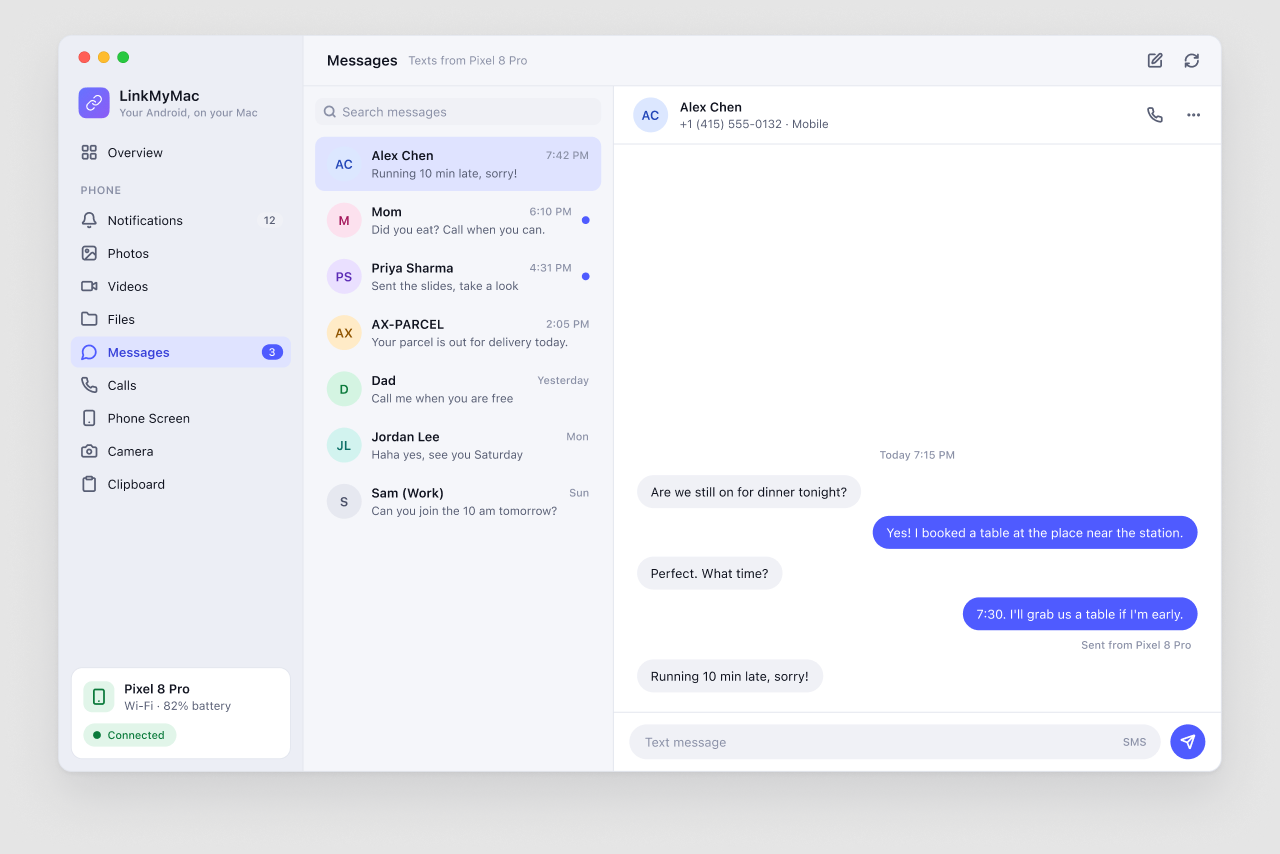 LinkMyMac
Your Android, on your Mac
Overview
PHONE
Notifications 12
Photos
Videos
Files
Messages 3
Calls
Phone Screen
Camera
Clipboard
Pixel 8 Pro
Wi-Fi · 82% battery
Connected
Messages Texts from Pixel 8 Pro
Search messages
AC Alex Chen 7:42 PM
Running 10 min late, sorry!
M Mom 6:10 PM
Did you eat? Call when you can.
PS Priya Sharma 4:31 PM
Sent the slides, take a look
AX AX-PARCEL 2:05 PM
Your parcel is out for delivery today.
D Dad Yesterday
Call me when you are free
JL Jordan Lee Mon
Haha yes, see you Saturday
S Sam (Work) Sun
Can you join the 10 am tomorrow?
AC Alex Chen
+1 (415) 555-0132 · Mobile
Today 7:15 PM
Are we still on for dinner tonight?
Yes! I booked a table at the place near the station.
Perfect. What time?
7:30. I'll grab us a table if I'm early.
Sent from Pixel 8 Pro
Running 10 min late, sorry!
Text message SMS